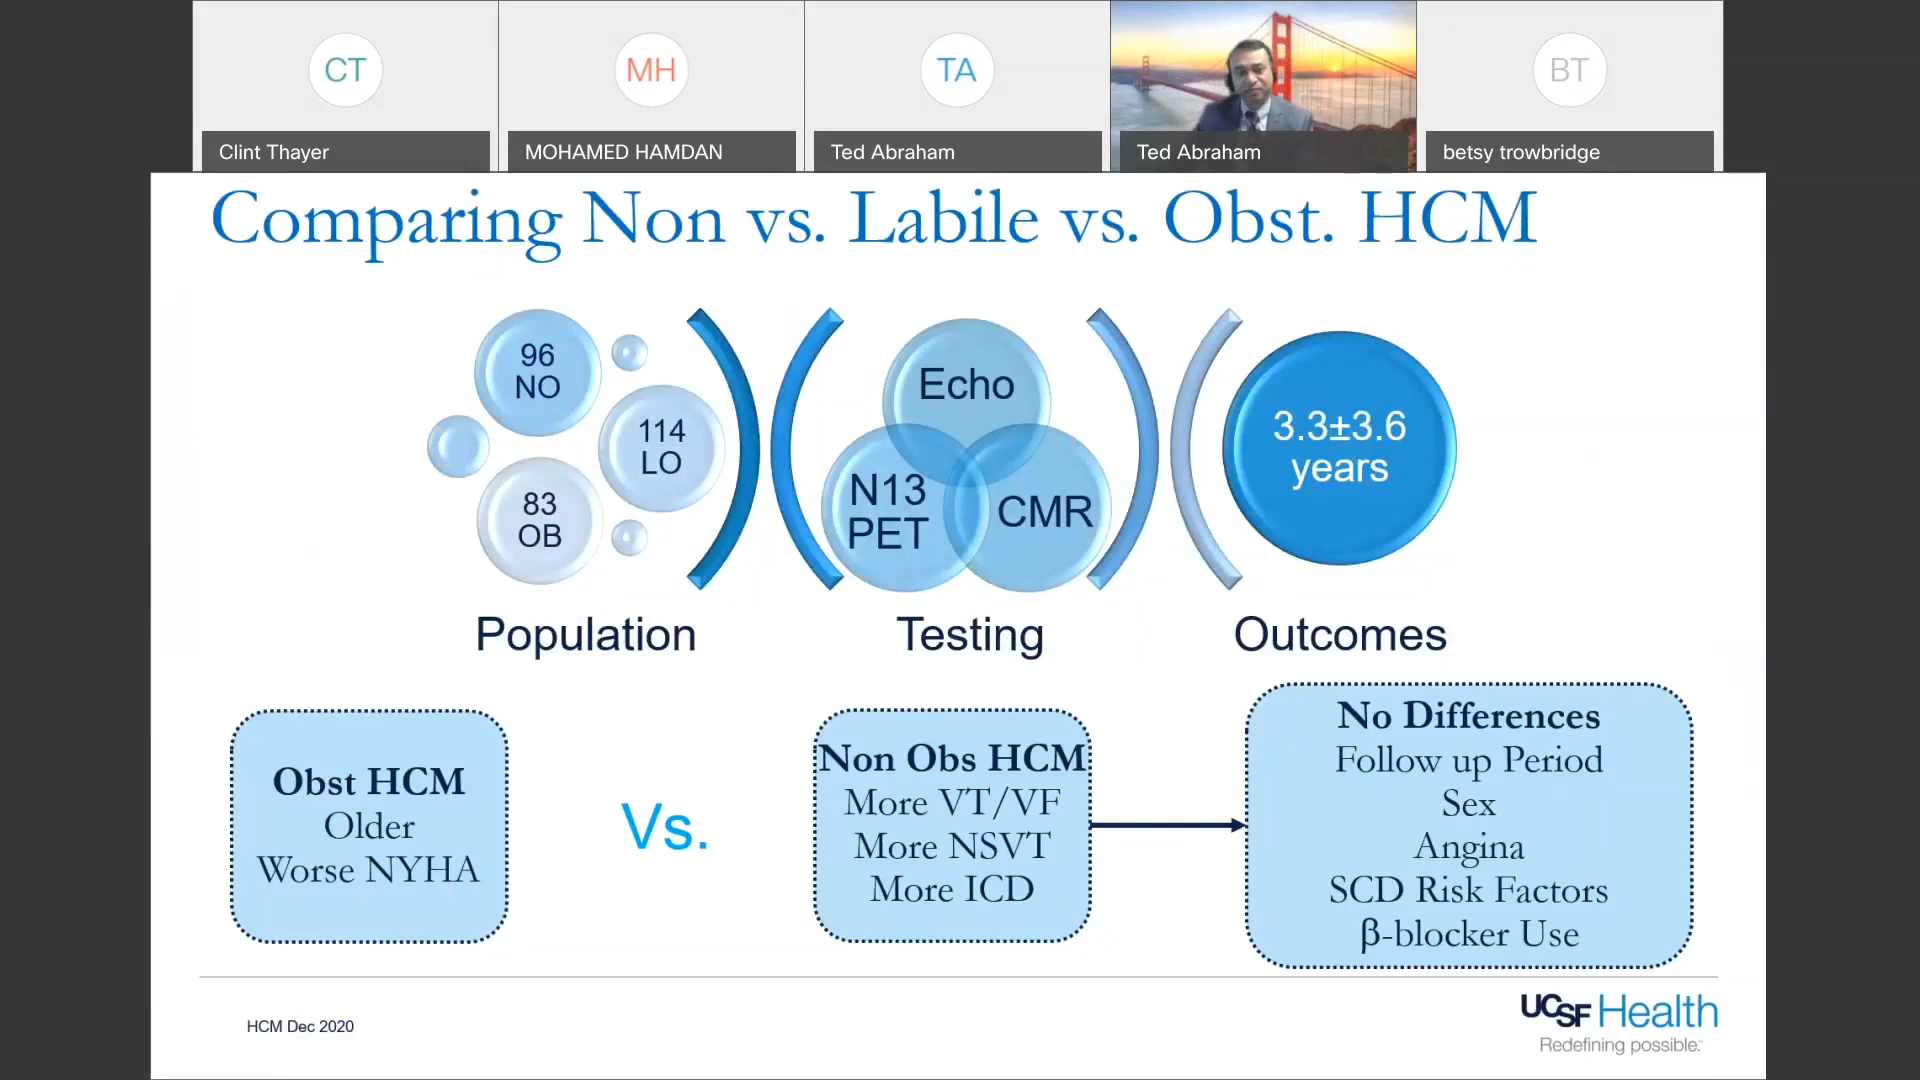 CT
MH
TA
BT
Clint Thayer
MOHAMED HAMDAN
Ted Abraham
Ted Abraham
betsy trowbridge
Comparing Non vs. Labile vs. Obst. HCM
96
NO
114
LO
83
OB
Echo
N13
PET
CMR
3.3±3.6
years
Population
Testing
Outcomes
Obst HCM
Older
Worse NYHA
Vs.
Non Obs HCM
More VT/VF
More NSVT
More ICD
No Differences
Follow up Period
Sex
Angina
SCD Risk Factors
β-blocker Use
HCM Dec 2020
UCSF Health
Redefining possible.™